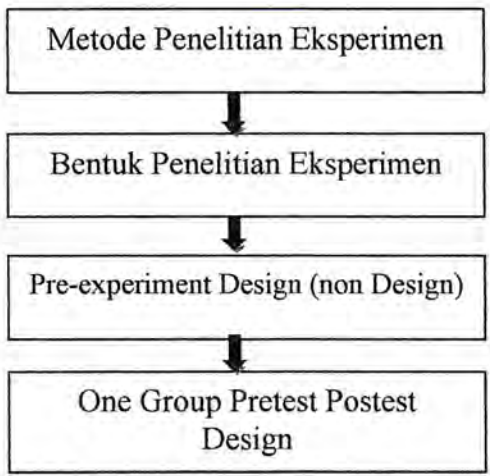 Metode Penelitian Eksperimen
Bentuk Penelitian Eksperimen
Pre-experiment Design (non Design)
One Group Pretest Postest
Design